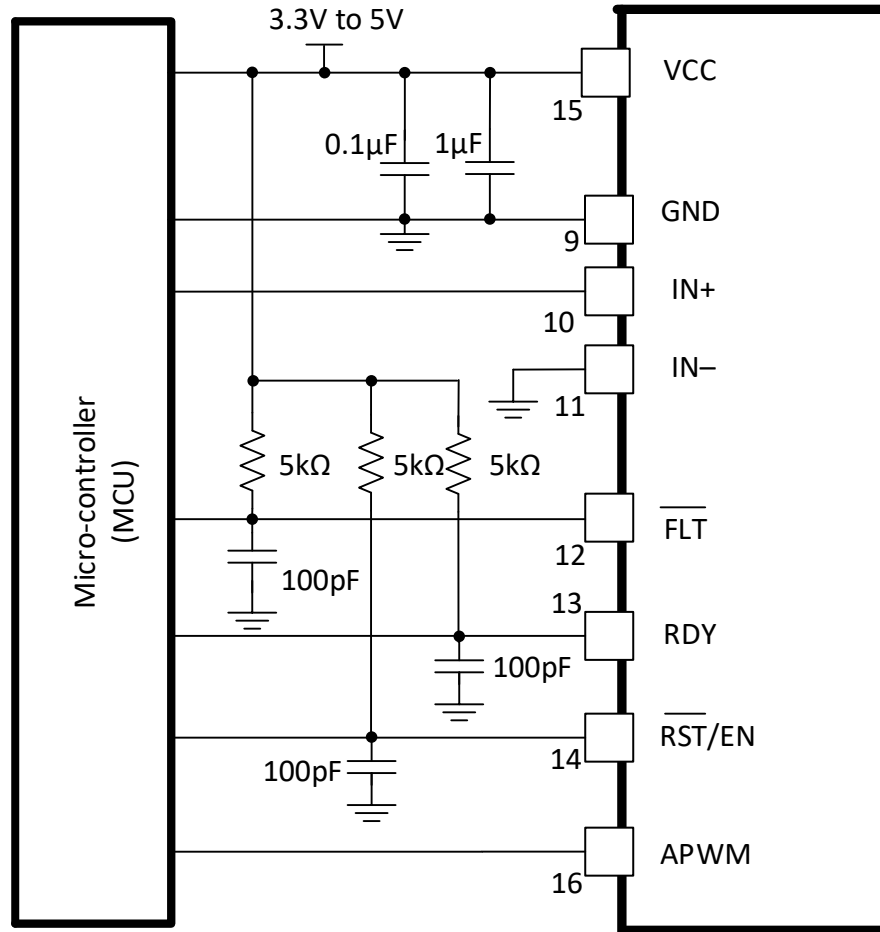 3.3V to 5V
VCC
15
0.1µF
1µF
GND
9
IN+
10
IN–
11
Micro-controller
(MCU)
5kΩ
5kΩ
5kΩ
FLT
12
100pF
13
RDY
100pF
RST/EN
14
100pF
APWM
16